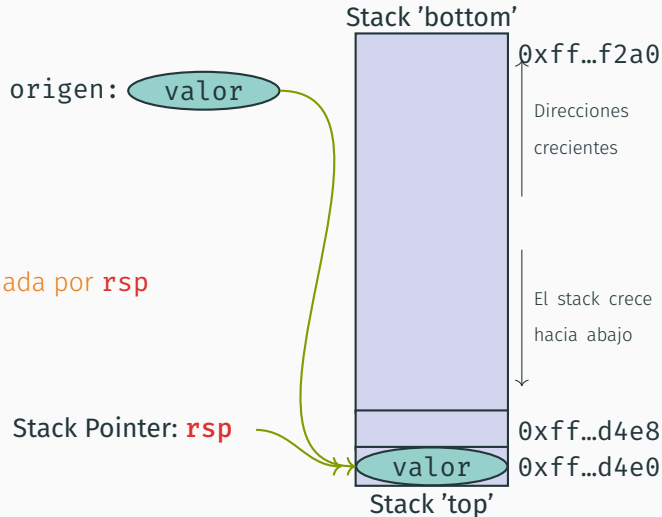 Stack 'bottom'
0xff…f2a0
origen: valor
Direcciones
crecientes
ada por rsp
El stack crece
hacia abajo
Stack Pointer: rsp
0xff…d4e8
valor
0xff…d4e0
Stack 'top'